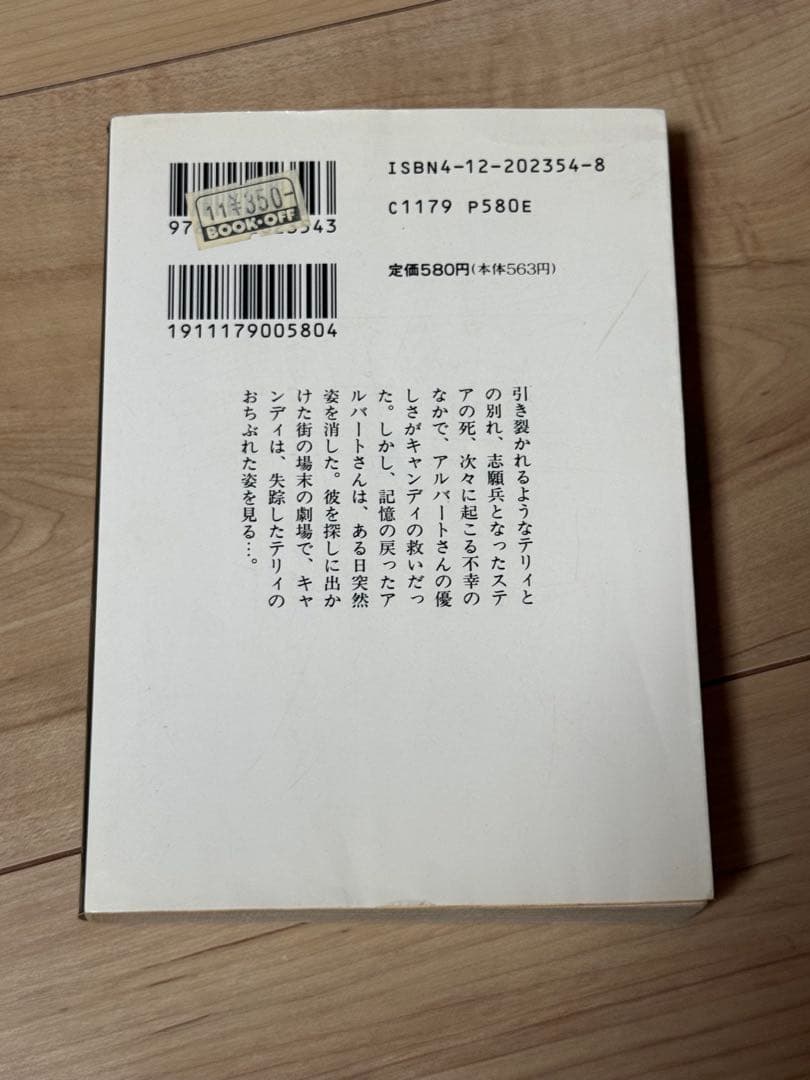 ISBN4-12-202354-8
C1179 P580E
11¥350-
BOOK・OFF
97
3543
定価580円(本体563円)
1911179005804
引き裂かれるようなテリィと
の別れ、志願兵となったステ
アの死、次々に起こる不幸の
なかで、アルバートさんの優
しさがキャンディの救いだっ
た。しかし、記憶の戻ったア
ルバートさんは、ある日突然
姿を消した。彼を探しに出か
けた街の場末の劇場で、キャ
ンディは、失踪したテリィの
おちぶれた姿を見る…。